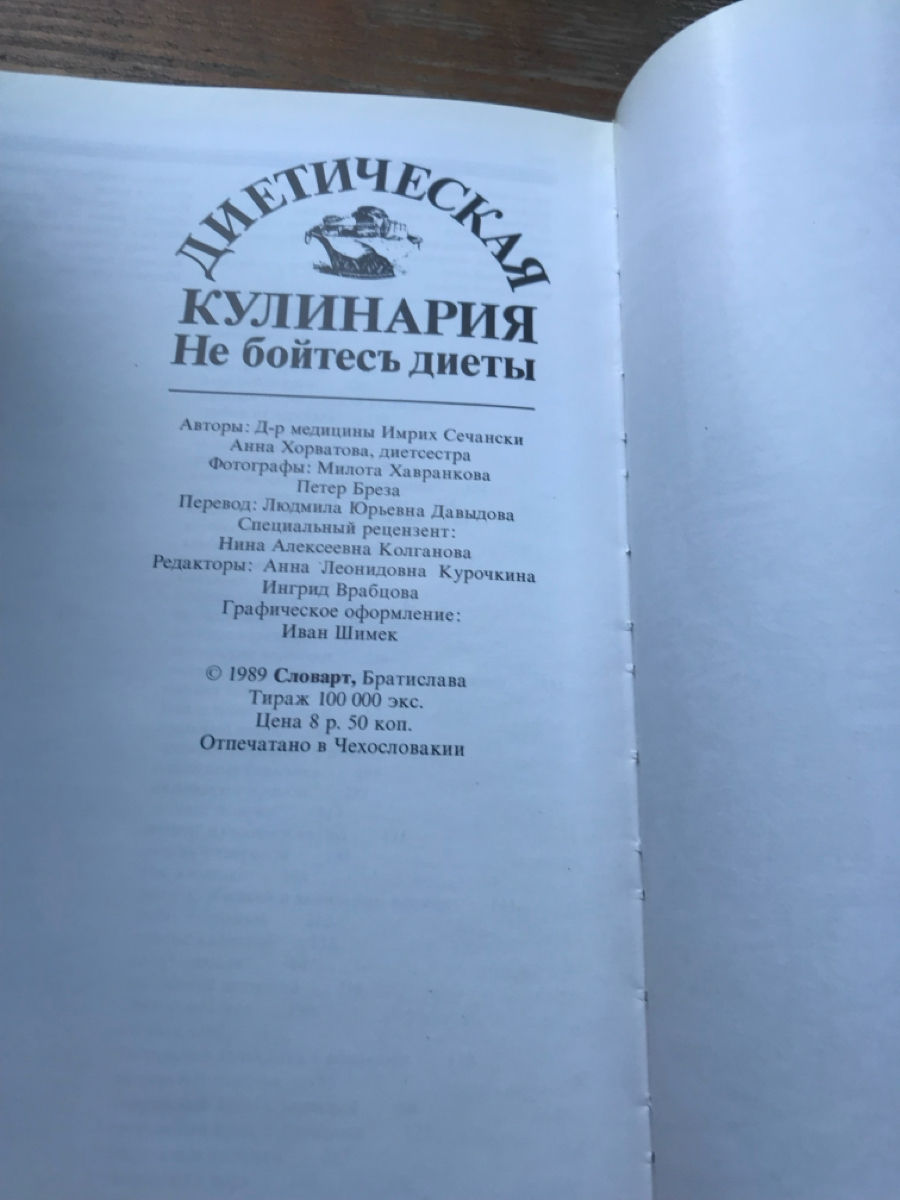 ДИЕТИЧЕСКАЯ
КУЛИНАРИЯ
Не бойтесъ диеты
Авторы: Д-р медицины Имрих Сечански
Анна Хорватова, диетсестра
Фотографы: Милота Хавранкова
Петер Бреза
Перевод: Людмила Юрьевна Давыдова
Специальный рецензент:
Нина Алексеевна Колганова
Редакторы: Анна Леонидовна Курочкина
Ингрид Врабцова
Графическое оформление:
Иван Шимек
© 1989 Словарт, Братислава
Тираж 100 000 экс.
Цена 8 р. 50 коп.
Отпечатано в Чехословакии